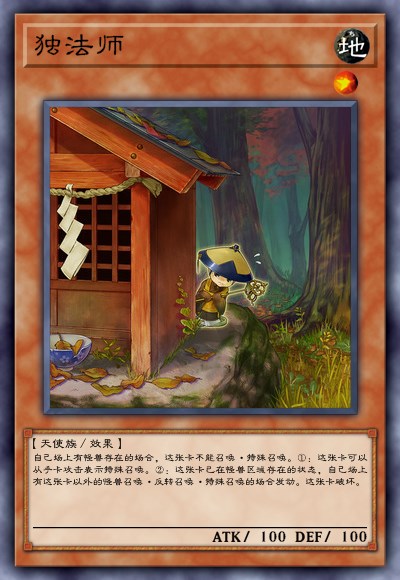 独法师
地
【天使族／效果】
自己场上有怪兽存在的场合，这张卡不能召唤·特殊召唤。①：这张卡可以
从手卡攻击表示特殊召唤。②：这张卡已在怪兽区域存在的状态，自己场上
有这张卡以外的怪兽召唤·反转召唤·特殊召唤的场合发动。这张卡破坏。
ATK/ 100 DEF/ 100